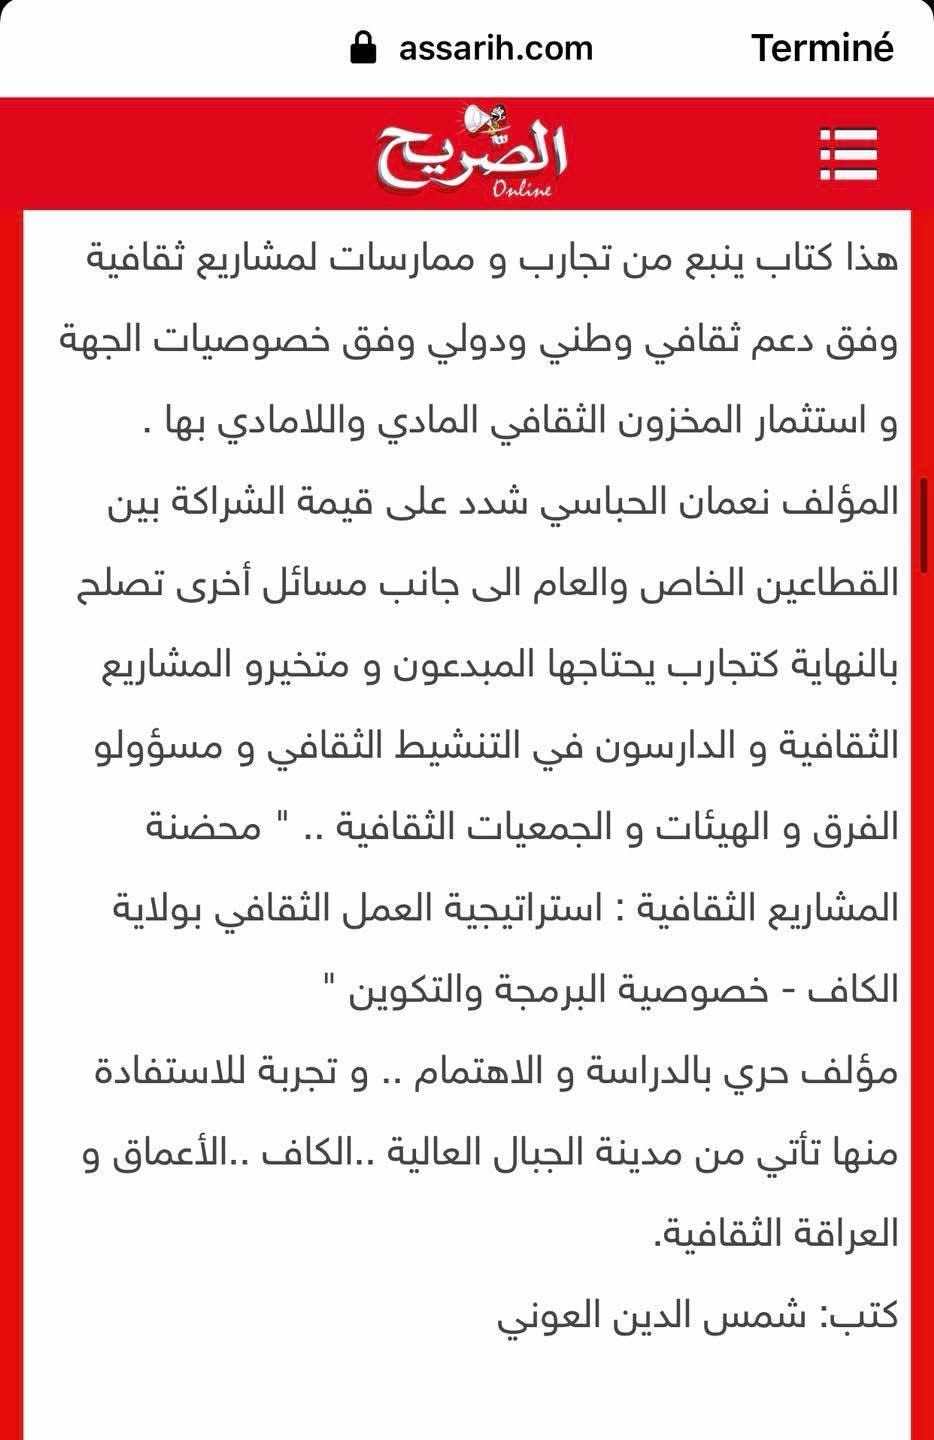 assarih.com
Terminé
الصّريح
Online
هذا كتاب ينبع من تجارب و ممارسات لمشاريع ثقافية
وفق دعم ثقافي وطني ودولي وفق خصوصيات الجهة
و استثمار المخزون الثقافي المادي واللامادي بها .
المؤلف نعمان الحباسي شدد على قيمة الشراكة بين
القطاعين الخاص والعام الى جانب مسائل أخرى تصلح
بالنهاية كتجارب يحتاجها المبدعون و متخيرو المشاريع
الثقافية و الدارسون في التنشيط الثقافي و مسؤولو
الفرق و الهيئات و الجمعيات الثقافية .. " محضنة
المشاريع الثقافية : استراتيجية العمل الثقافي بولاية
الكاف - خصوصية البرمجة والتكوين "
مؤلف حري بالدراسة و الاهتمام .. و تجربة للاستفادة
منها تأتي من مدينة الجبال العالية ..الكاف ..الأعماق و
العراقة الثقافية.
كتب: شمس الدين العوني